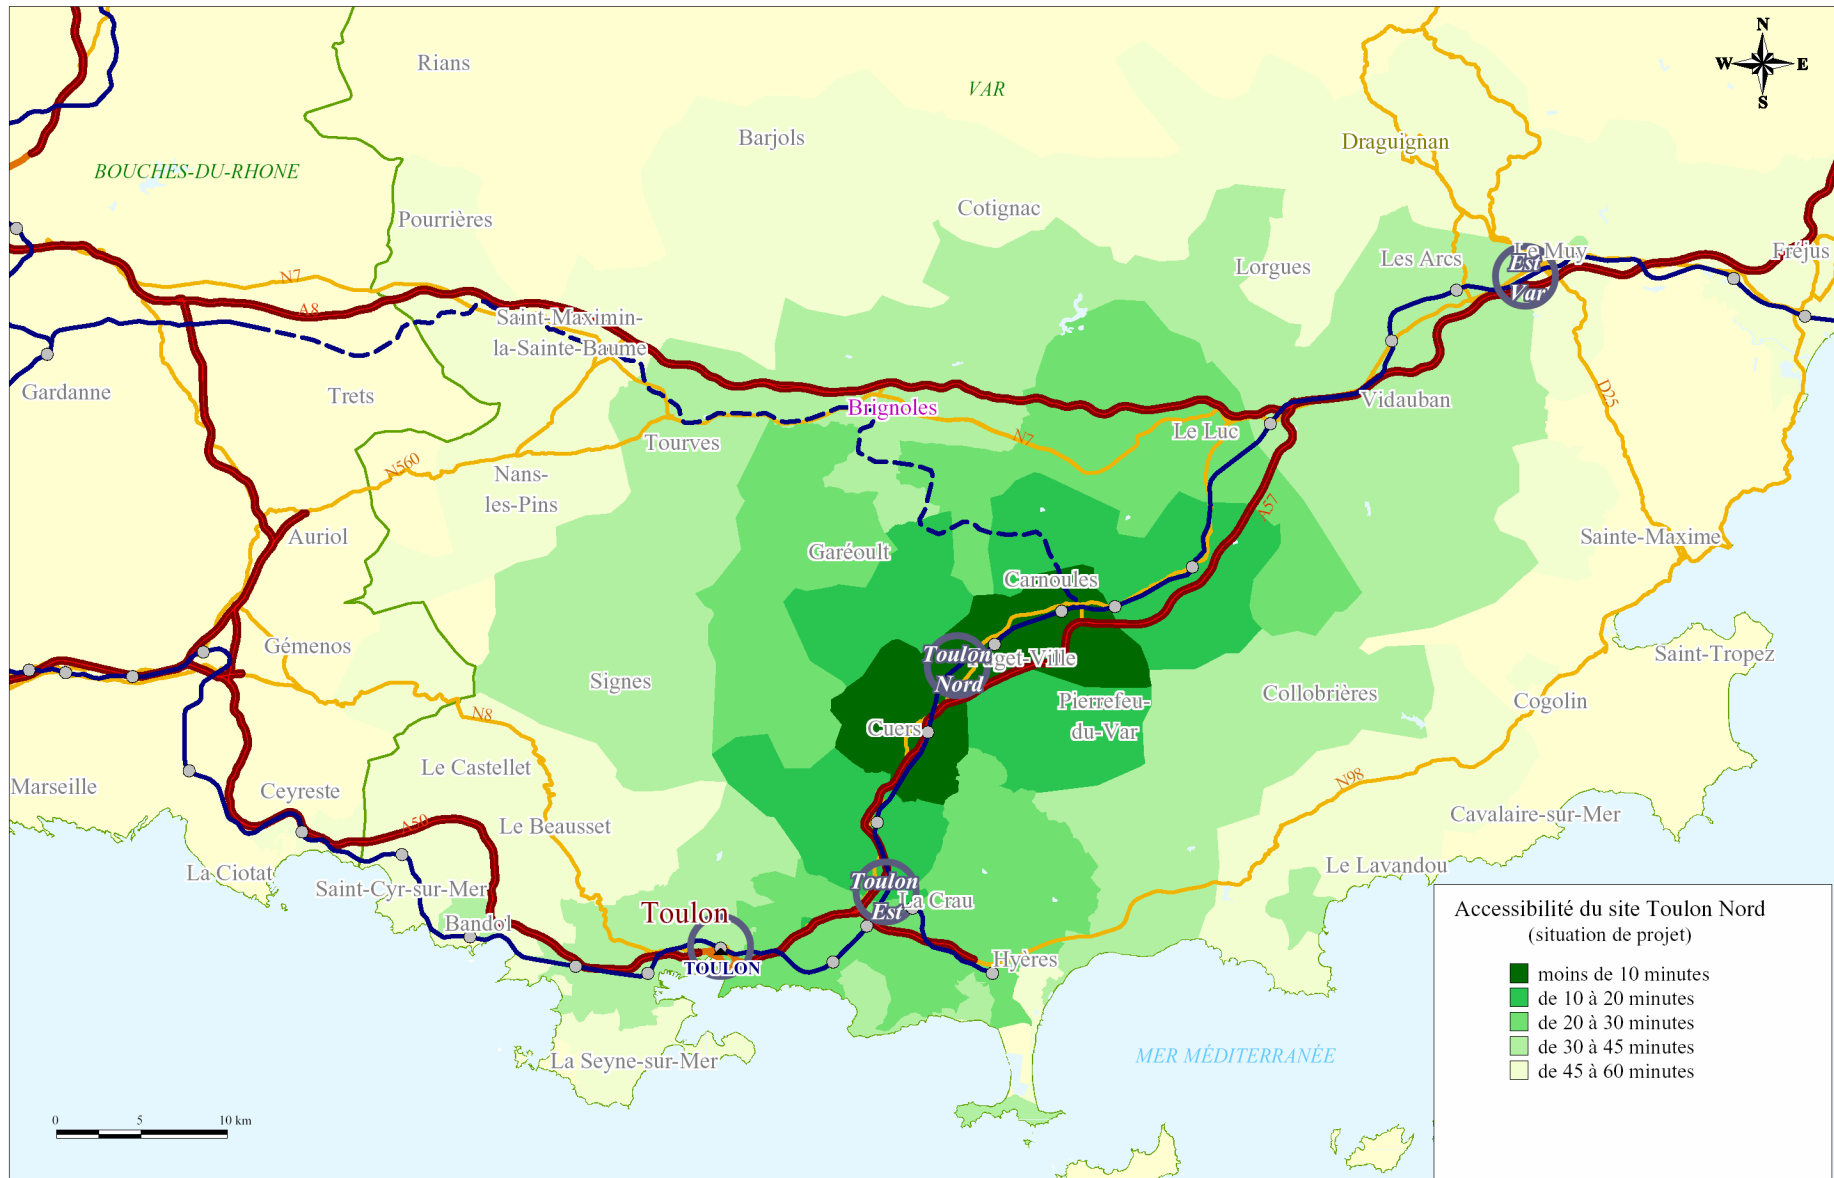 N
W
E
S
Rians
VAR
Barjols
Draguignan
BOUCHES-DU-RHONE
Pourrières
Cotignac
Lorgues
Les Arcs
Le Muy
Est
Var
Fréjus
N7
A8
Saint-Maximin-
la-Sainte-Baume
Gardanne
Trets
Brignoles
Vidauban
D25
Tourves
N7
Le Luc
N560
Nans-
les-Pins
A57
Auriol
Garéoult
Sainte-Maxime
Carnoules
Gémenos
Toulon
Nord
Puget-Ville
Saint-Tropez
Signes
Pierrefeu-
du-Var
Collobrières
Cogolin
N8
Cuers
Le Castellet
N98
Marseille
Ceyreste
A50
Le Beausset
Cavalaire-sur-Mer
La Ciotat
Saint-Cyr-sur-Mer
Le Lavandou
Toulon
Est
La Crau
Bandol
Toulon
TOULON
Hyères
La Seyne-sur-Mer
MER MÉDITERRANÉE
0 5 10 km
Accessibilité du site Toulon Nord
(situation de projet)
moins de 10 minutes
de 10 à 20 minutes
de 20 à 30 minutes
de 30 à 45 minutes
de 45 à 60 minutes